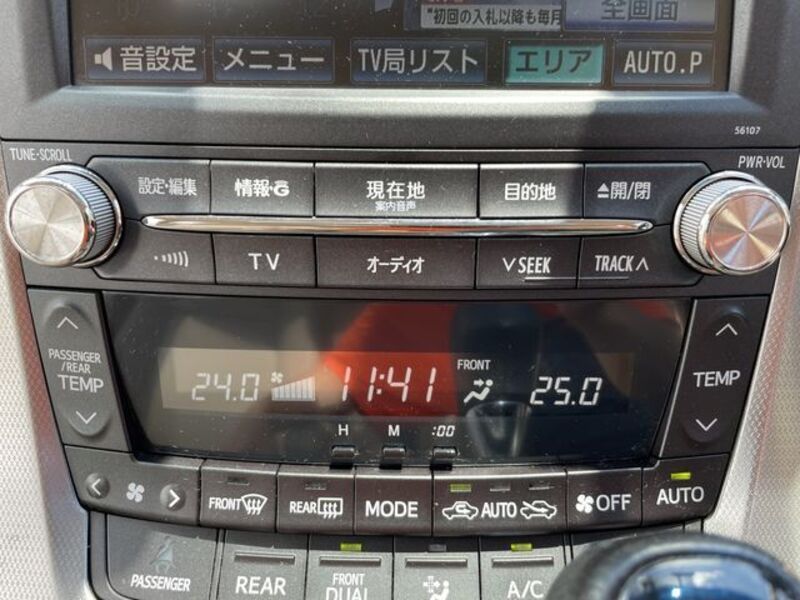 "初回の入札以降も毎月
全画面
音設定 メニュー TV局リスト エリア AUTO.P
56107
TUNE·SCROLL PWR·VOL
設定·編集 情報·G 現在地 目的地 ⏏開/閉
案内音声
TV オーディオ ∨SEEK TRACK∧
PASSENGER
/REAR
TEMP
24.0 11:41 FRONT 25.0
TEMP
H M :00
FRONT REAR MODE AUTO OFF AUTO
PASSENGER REAR FRONT
DUAL A/C